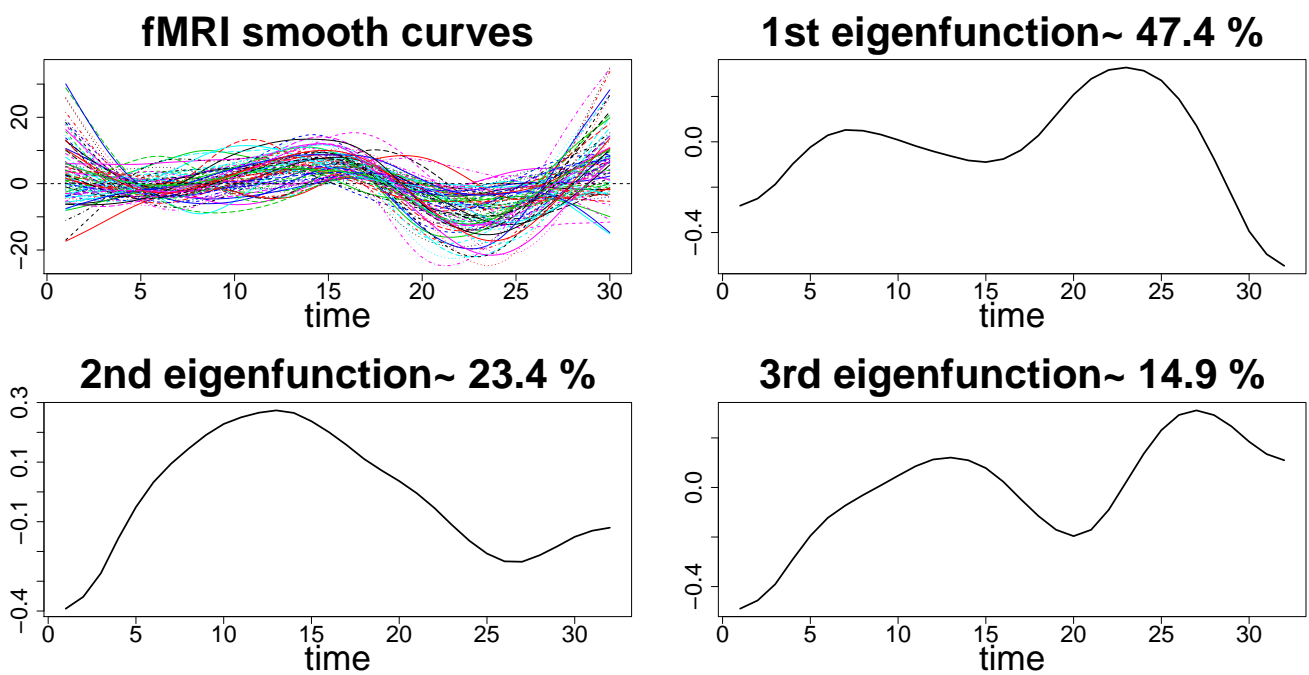 fMRI smooth curves
20
0
−20
0 5 10 15 20 25 30
time
1st eigenfunction~ 47.4 %
0.0
−0.4
0 5 10 15 20 25 30
time
2nd eigenfunction~ 23.4 %
0.3
0.1
−0.1
−0.4
0 5 10 15 20 25 30
time
3rd eigenfunction~ 14.9 %
0.0
−0.4
0 5 10 15 20 25 30
time